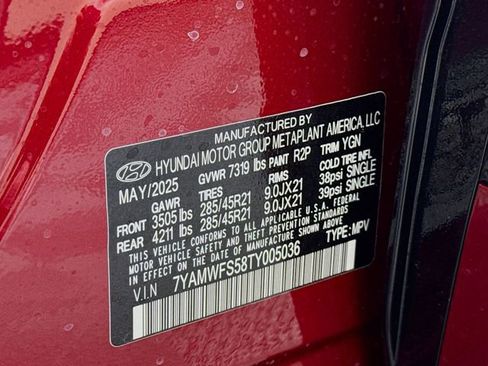 MANUFACTURED BY
HYUNDAI MOTOR GROUP METAPLANT AMERICA, LLC
MAY/2025 GVWR 7319 lbs PAINT R2P TRIM YGN
GAWR TIRES RIMS COLD TIRE INFL
FRONT 3505 lbs 285/45R21 9.0JX21 38psi SINGLE
REAR 4211 lbs 285/45R21 9.0JX21 39psi SINGLE
THIS VEHICLE CONFORMS TO ALL APPLICABLE U.S.A. FEDERAL
MOTOR VEHICLE SAFETY AND
THEFT PREVENTION STANDARDS IN EFFECT ON THE DATE OF
MANUFACTURE SHOWN ABOVE. TYPE: MPV
V.I.N 7YAMWFS58TY005036